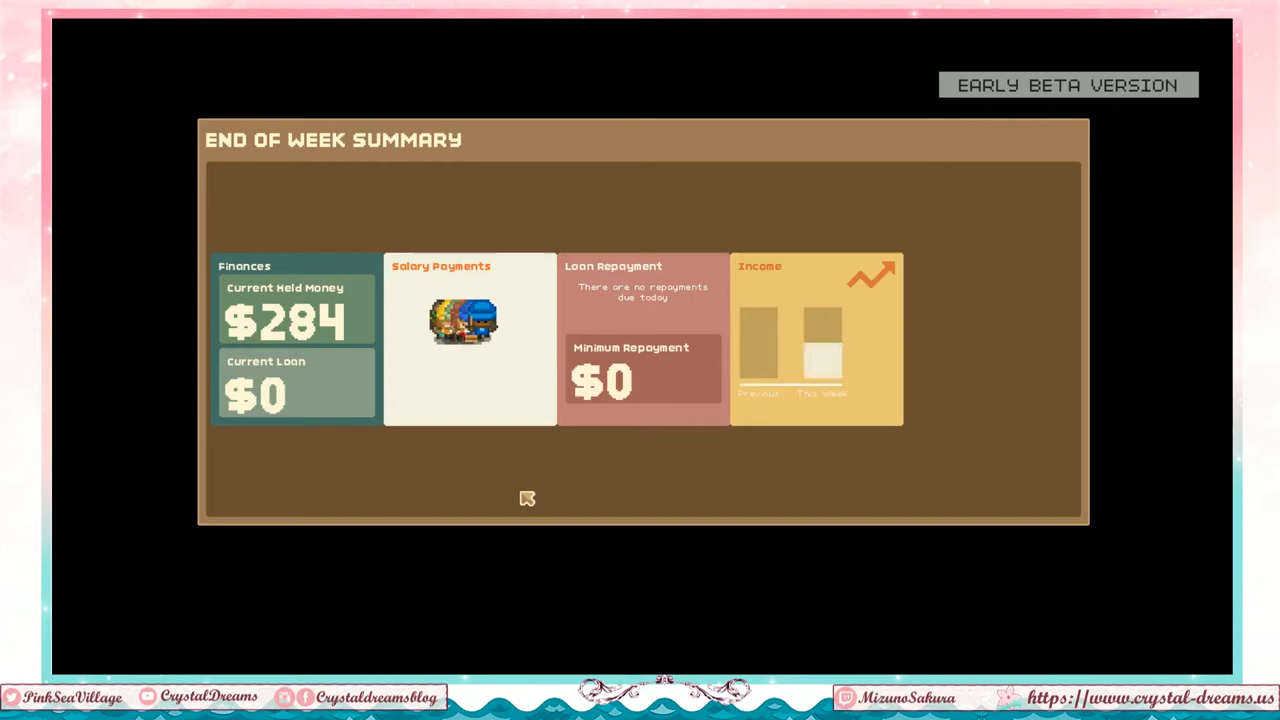 EARLY BETA VERSION
END OF WEEK SUMMARY
Finances
Current Held Money
$284
Current Loan
$0
Salary Payments
Loan Repayment
There are no repayments
due today
Minimum Repayment
$0
Income
Previous
This Week
PinkSeaVillage
CrystalDreams
Crystaldreamsblog
MizunoSakura
https://www.crystal-dreams.us